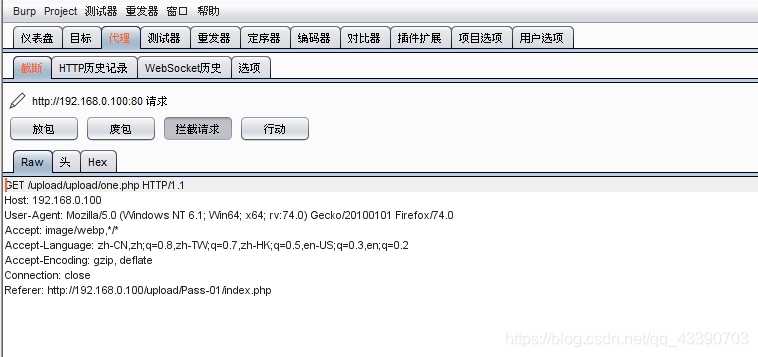 Burp Project 测试器 重发器 窗口 帮助
仪表盘 目标 代理 测试器 重发器 定序器 编码器 对比器 插件扩展 项目选项 用户选项
截断 HTTP历史记录 WebSocket历史 选项
http://192.168.0.100:80 请求
放包 废包 拦截请求 行动
Raw 头 Hex
GET /upload/upload/one.php HTTP/1.1
Host: 192.168.0.100
User-Agent: Mozilla/5.0 (Windows NT 6.1; Win64; x64; rv:74.0) Gecko/20100101 Firefox/74.0
Accept: image/webp,*/*
Accept-Language: zh-CN,zh;q=0.8,zh-TW;q=0.7,zh-HK;q=0.5,en-US;q=0.3,en;q=0.2
Accept-Encoding: gzip, deflate
Connection: close
Referer: http://192.168.0.100/upload/Pass-01/index.php
https://blog.csdn.net/qq_43390703